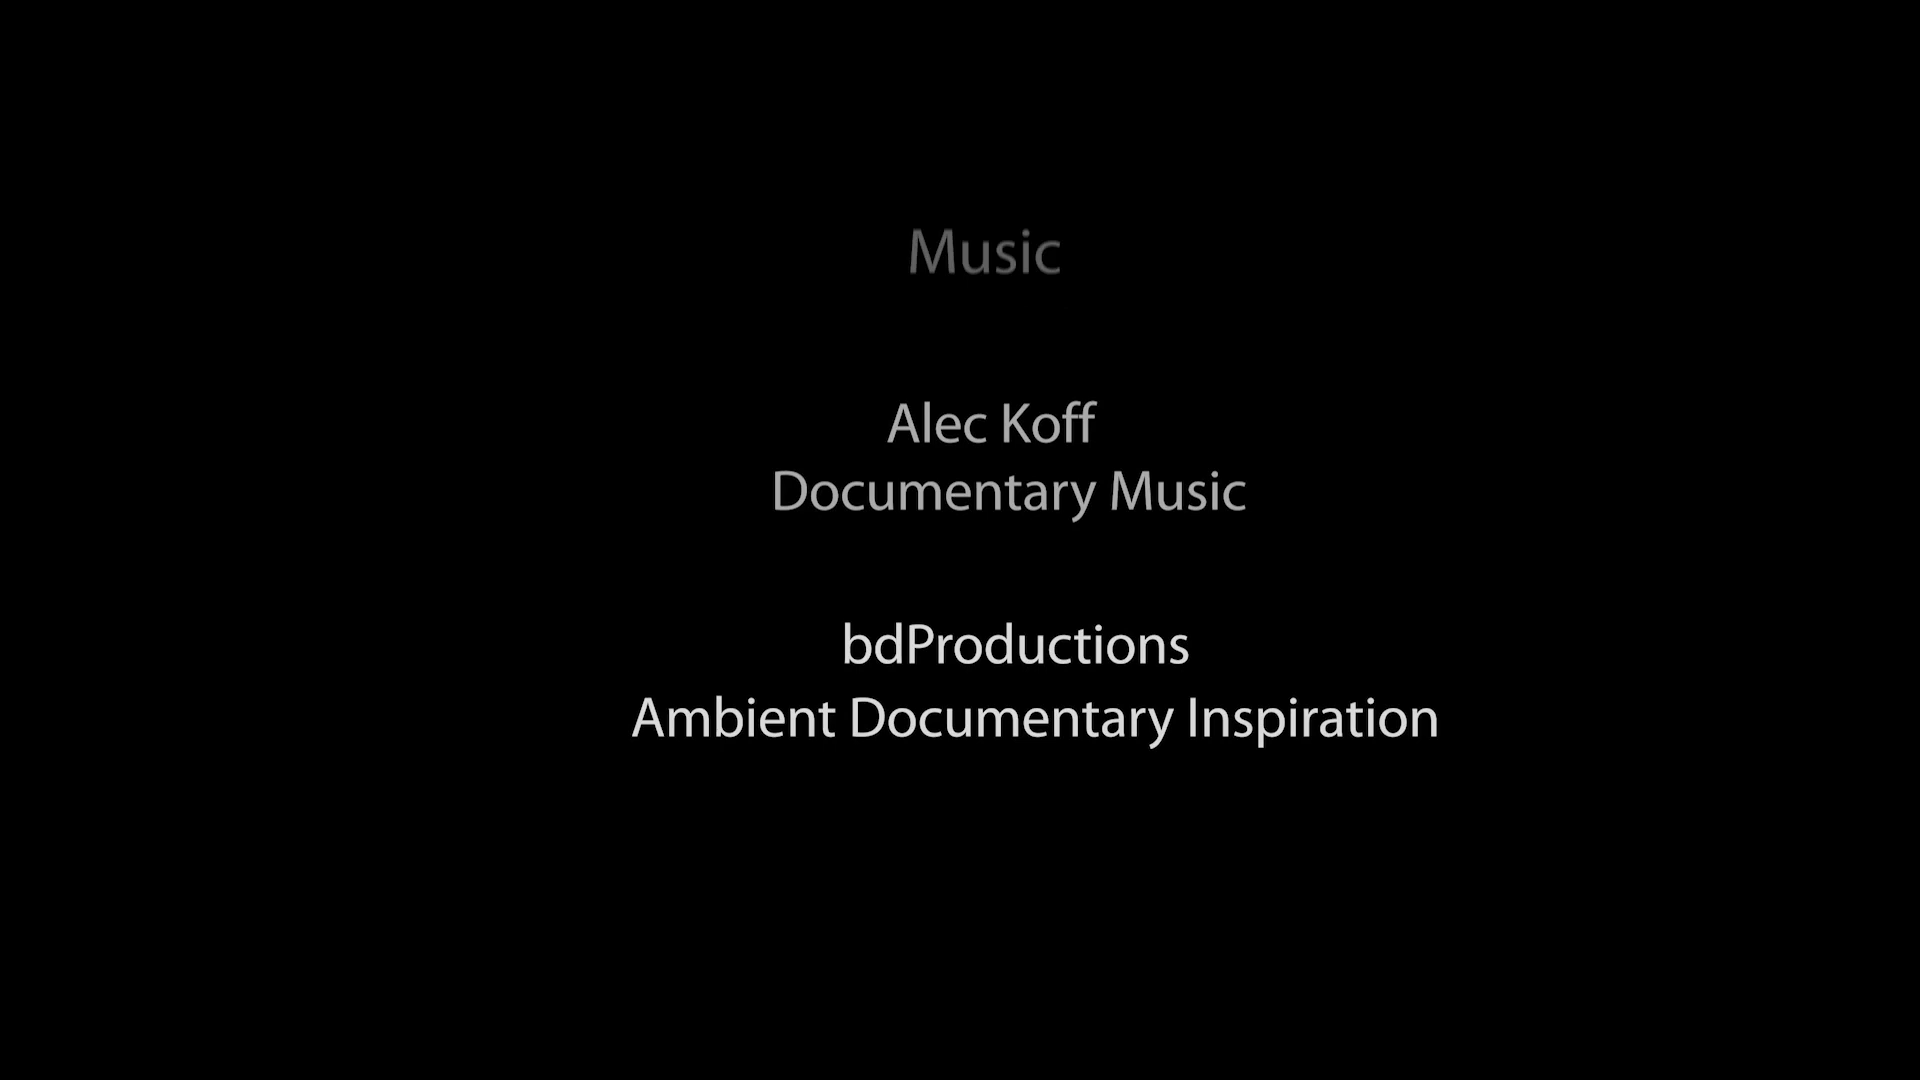 Music
Alec Koff
Documentary Music
bdProductions
Ambient Documentary Inspiration